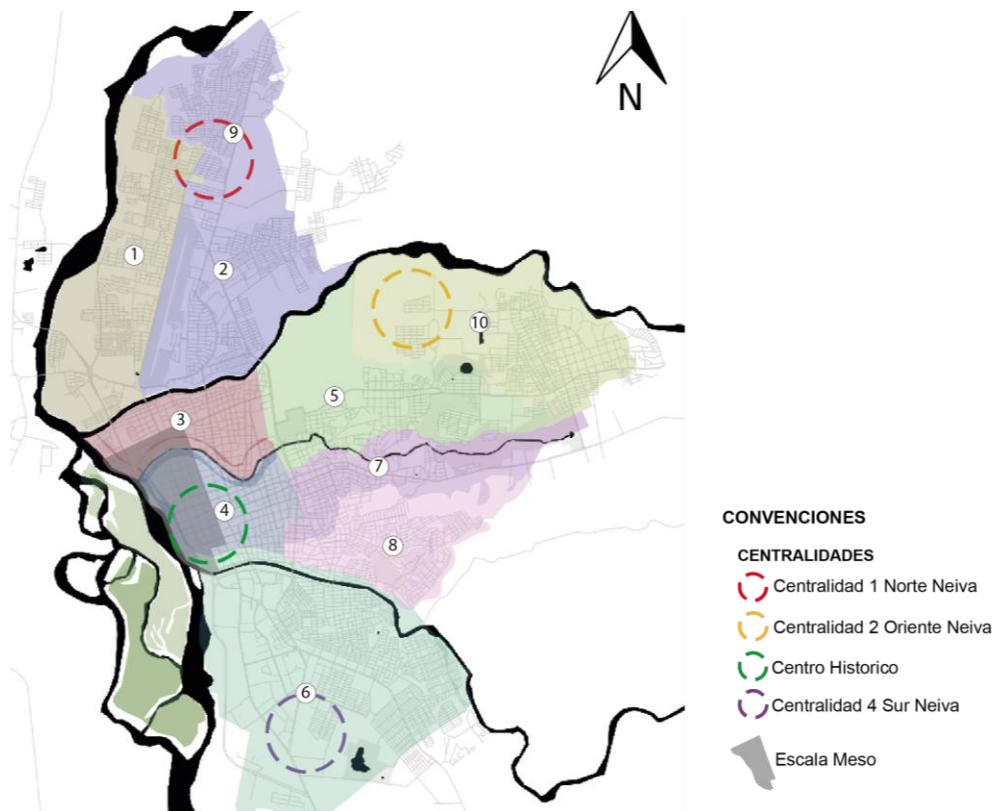 N
9
1
2
10
5
3
7
4
8
6
CONVENCIONES
CENTRALIDADES
Centralidad 1 Norte Neiva
Centralidad 2 Oriente Neiva
Centro Historico
Centralidad 4 Sur Neiva
Escala Meso